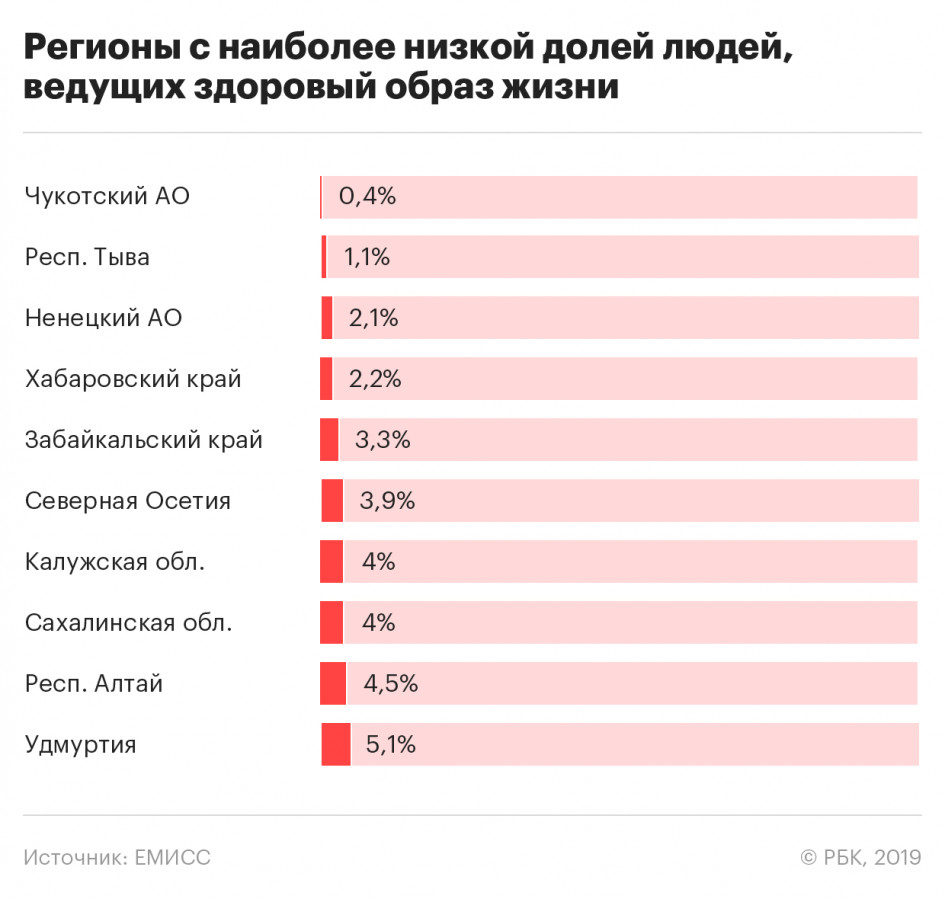 Регионы с наиболее низкой долей людей,
ведущих здоровый образ жизни
Чукотский АО 0,4%
Респ. Тыва 1,1%
Ненецкий АО 2,1%
Хабаровский край 2,2%
Забайкальский край 3,3%
Северная Осетия 3,9%
Калужская обл. 4%
Сахалинская обл. 4%
Респ. Алтай 4,5%
Удмуртия 5,1%
Источник: ЕМИСС © РБК, 2019